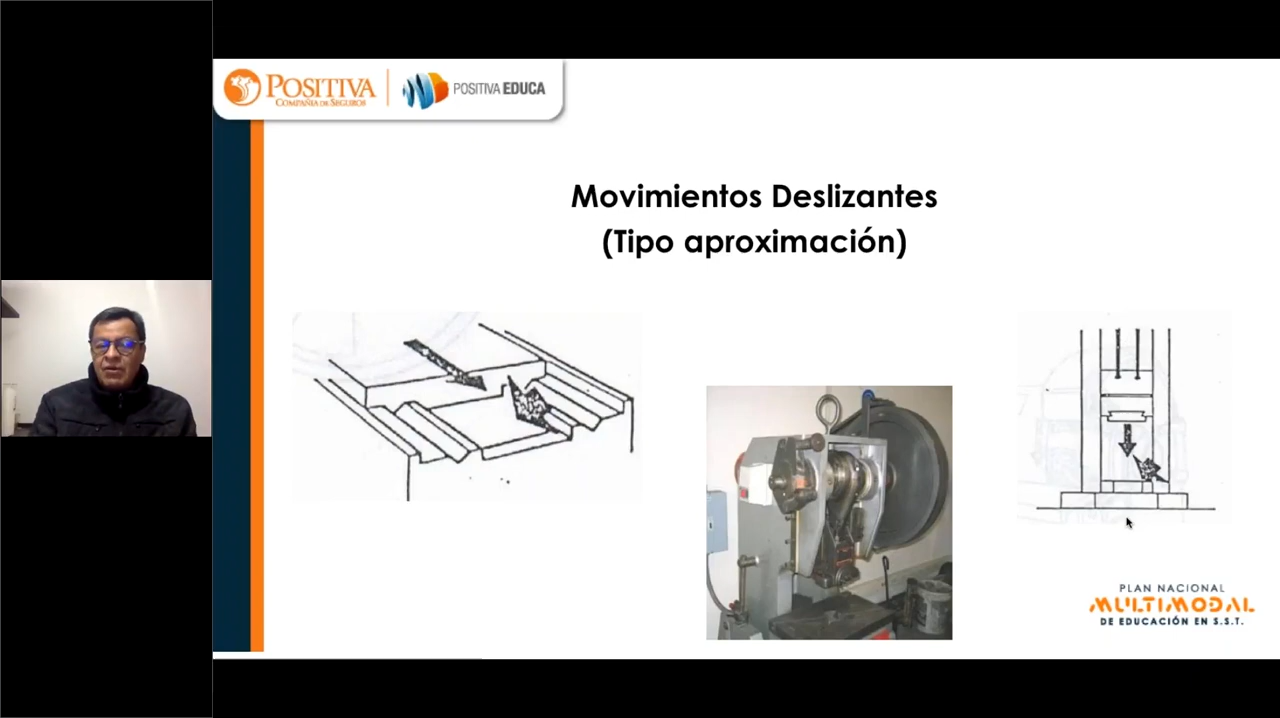 POSITIVA
COMPAÑÍA DE SEGUROS
POSITIVA EDUCA
Movimientos Deslizantes
(Tipo aproximación)
PLAN NACIONAL
MULTIMODAL
DE EDUCACIÓN EN S.S.T.